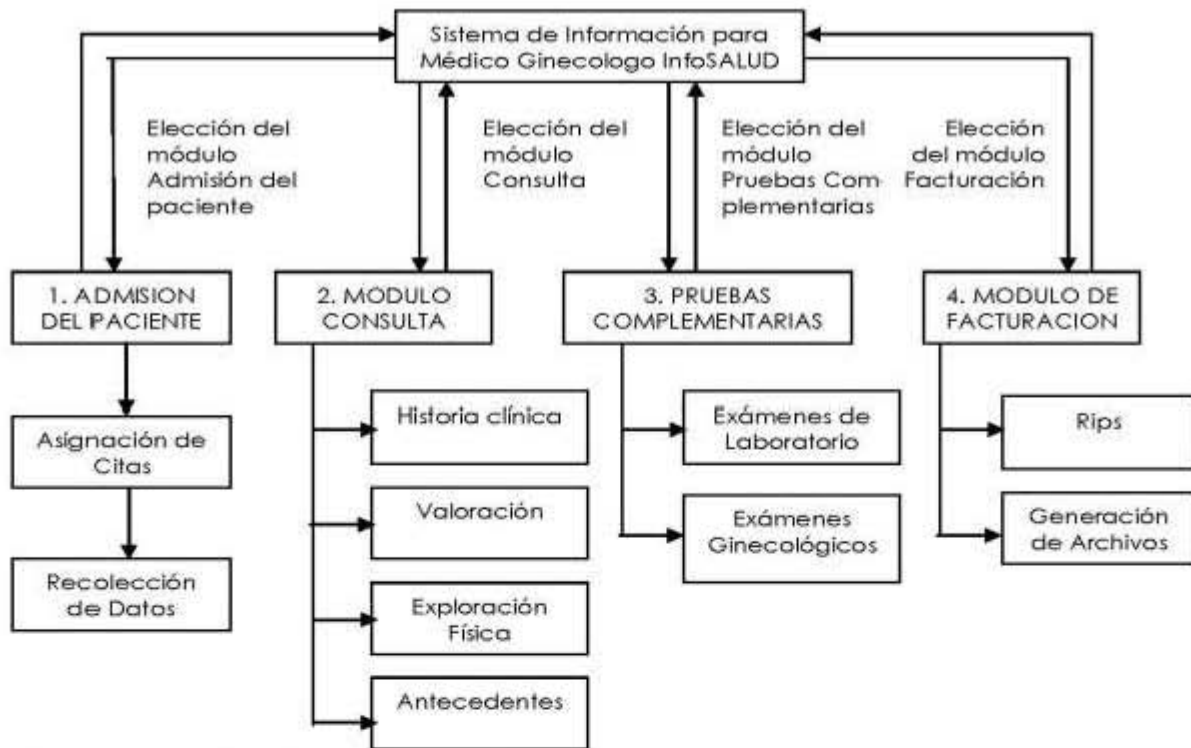 Sistema de Información para
Médico Ginecologo InfoSALUD
Elección del
módulo
Admisión del
paciente
Elección del
módulo
Consulta
Elección del
módulo
Pruebas Com-
plementarias
Elección
del módulo
Facturación
1. ADMISION
DEL PACIENTE
2. MODULO
CONSULTA
3. PRUEBAS
COMPLEMENTARIAS
4. MODULO DE
FACTURACION
Asígnación de
Citas
Recolección
de Datos
Historia clínica
Valoración
Exploración
Física
Antecedentes
Exámenes de
Laboratorio
Exámenes
Ginecológicos
Rips
Generación
de Archivos